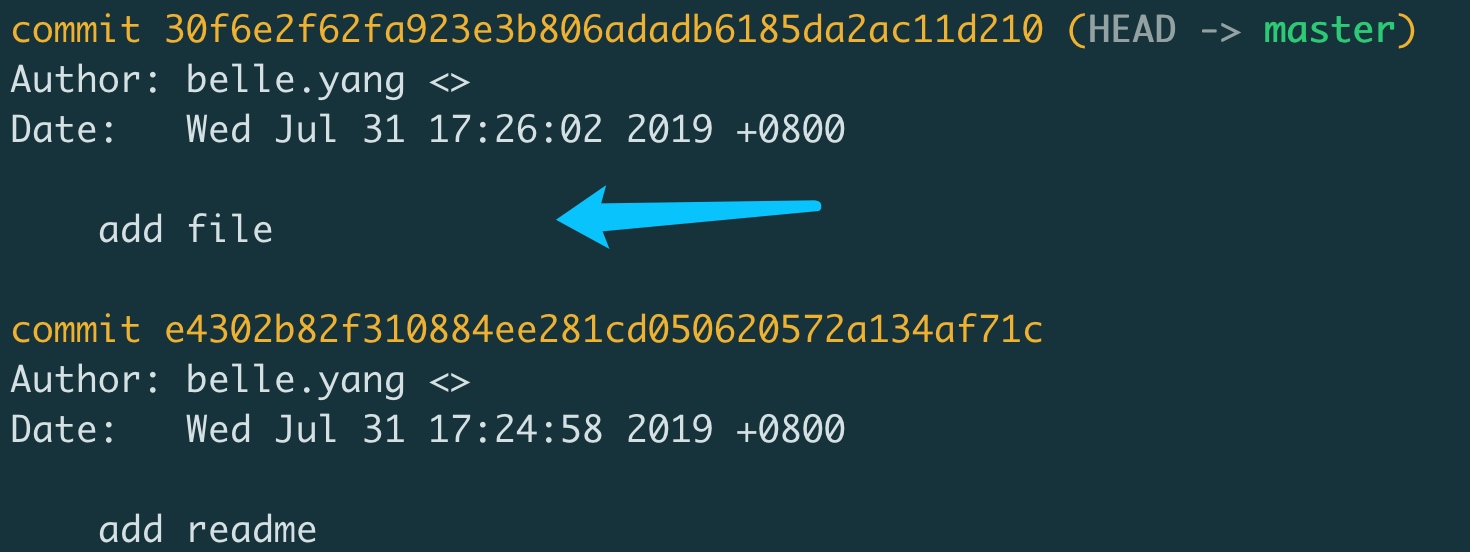 commit 30f6e2f62fa923e3b806adadb6185da2ac11d210 (HEAD -> master)
Author: belle.yang <>
Date:   Wed Jul 31 17:26:02 2019 +0800
    add file
commit e4302b82f310884ee281cd050620572a134af71c
Author: belle.yang <>
Date:   Wed Jul 31 17:24:58 2019 +0800
    add readme